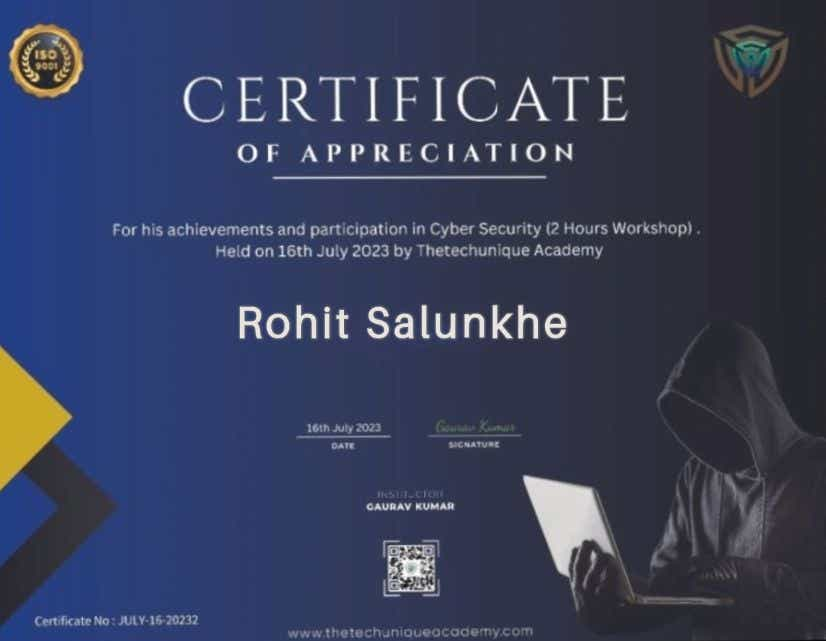 ISO
9001
CERTIFICATE
OF APPRECIATION
For his achievements and participation in Cyber Security (2 Hours Workshop) .
Held on 16th July 2023 by Thetechunique Academy
Rohit Salunkhe
16th July 2023 Gaurav Kumar
DATE SIGNATURE
INSTRUCTOR
GAURAV KUMAR
Certificate No : JULY-16-20232
www.thetechuniqueacademy.com